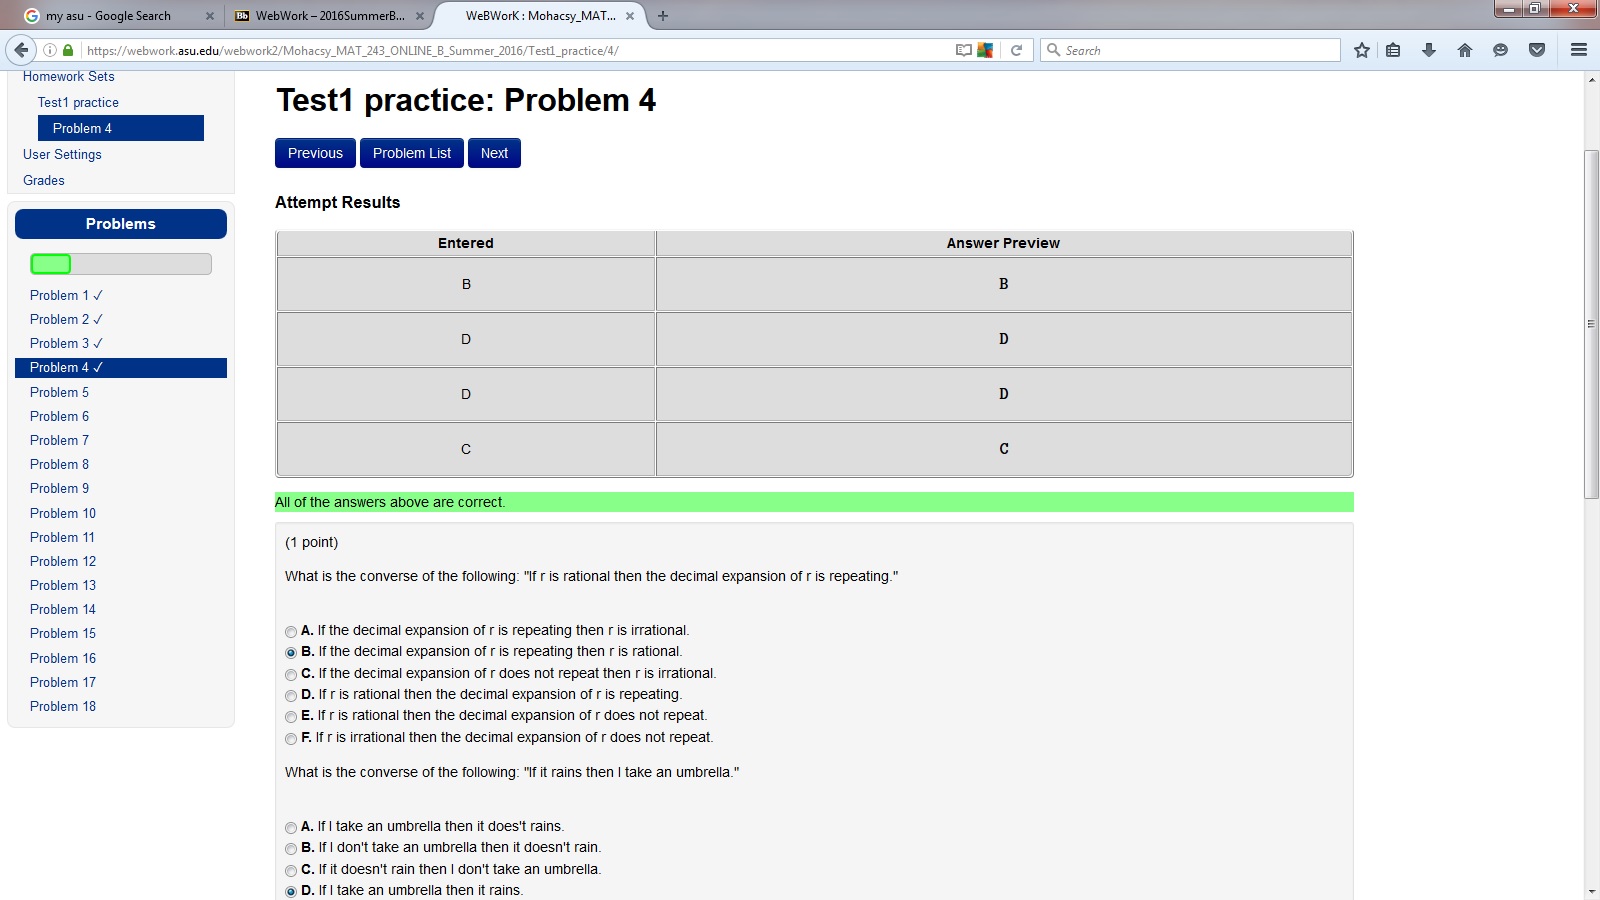 my asu - Google Search
WebWork – 2016SummerB...
WeBWorK : Mohacsy_MAT...
https://webwork.asu.edu/webwork2/Mohacsy_MAT_243_ONLINE_B_Summer_2016/Test1_practice/4/
Search
Homework Sets
Test1 practice
Problem 4
User Settings
Grades
Problems
Problem 1 ✓
Problem 2 ✓
Problem 3 ✓
Problem 4 ✓
Problem 5
Problem 6
Problem 7
Problem 8
Problem 9
Problem 10
Problem 11
Problem 12
Problem 13
Problem 14
Problem 15
Problem 16
Problem 17
Problem 18
Test1 practice: Problem 4
Previous
Problem List
Next
Attempt Results
Entered Answer Preview
B B
D D
D D
C C
All of the answers above are correct.
(1 point)
What is the converse of the following: "If r is rational then the decimal expansion of r is repeating."
A. If the decimal expansion of r is repeating then r is irrational.
B. If the decimal expansion of r is repeating then r is rational.
C. If the decimal expansion of r does not repeat then r is irrational.
D. If r is rational then the decimal expansion of r is repeating.
E. If r is rational then the decimal expansion of r does not repeat.
F. If r is irrational then the decimal expansion of r does not repeat.
What is the converse of the following: "If it rains then I take an umbrella."
A. If I take an umbrella then it does't rains.
B. If I don't take an umbrella then it doesn't rain.
C. If it doesn't rain then I don't take an umbrella.
D. If I take an umbrella then it rains.